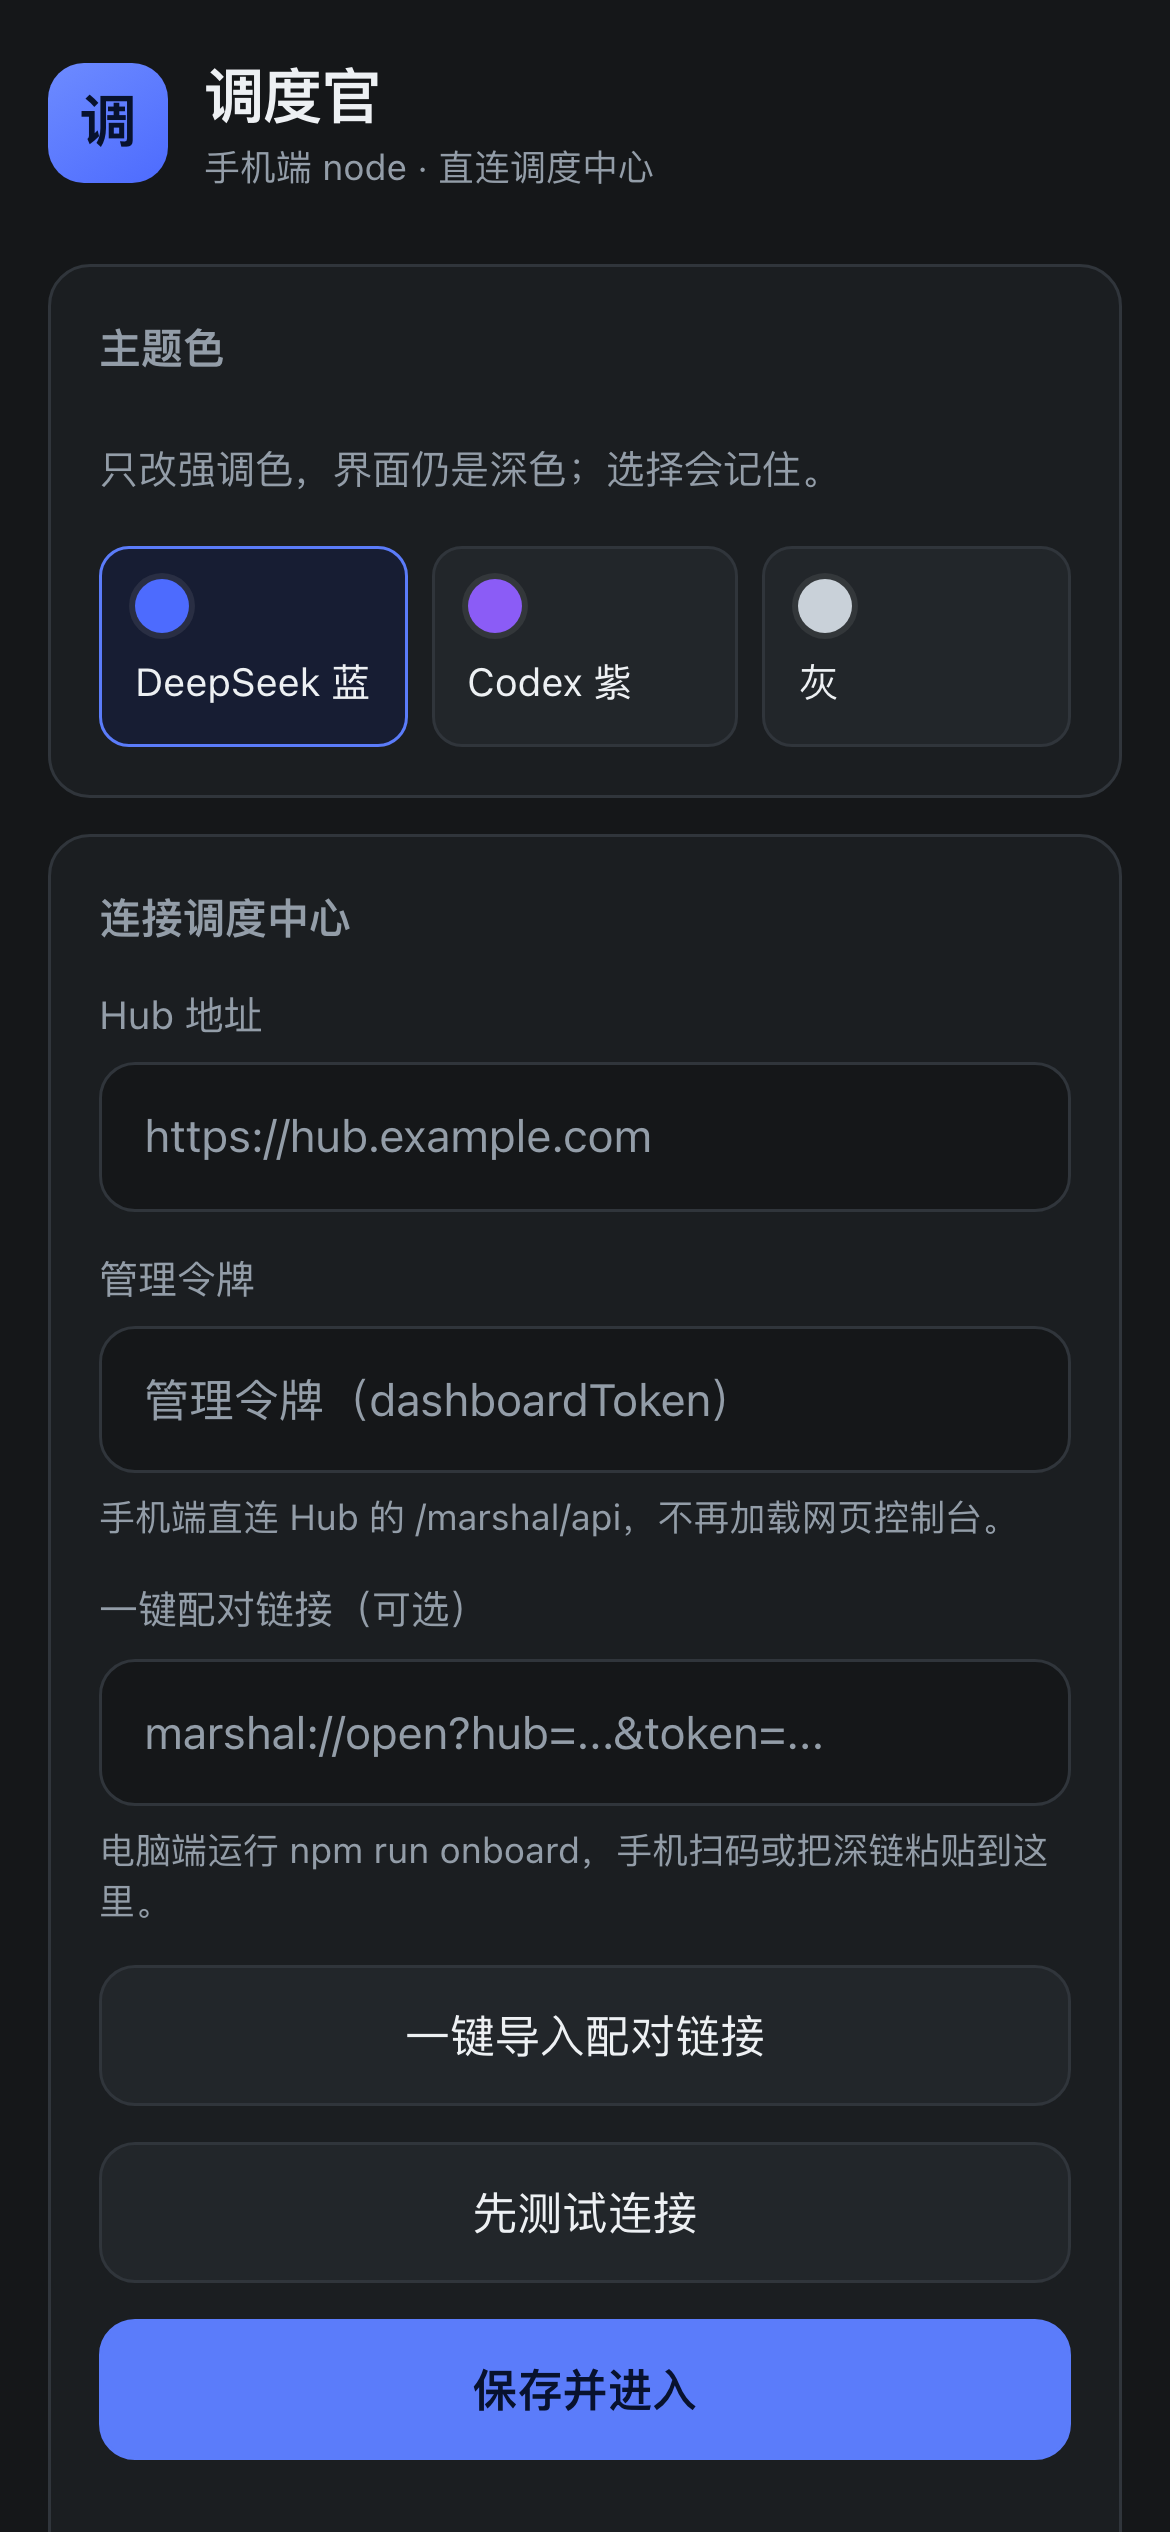 调
调度官
手机端 node · 直连调度中心
主题色
只改强调色，界面仍是深色；选择会记住。
DeepSeek 蓝
Codex 紫
灰
连接调度中心
Hub 地址
https://hub.example.com
管理令牌
管理令牌（dashboardToken）
手机端直连 Hub 的 /marshal/api，不再加载网页控制台。
一键配对链接（可选）
marshal://open?hub=...&token=...
电脑端运行 npm run onboard，手机扫码或把深链粘贴到这
里。
一键导入配对链接
先测试连接
保存并进入